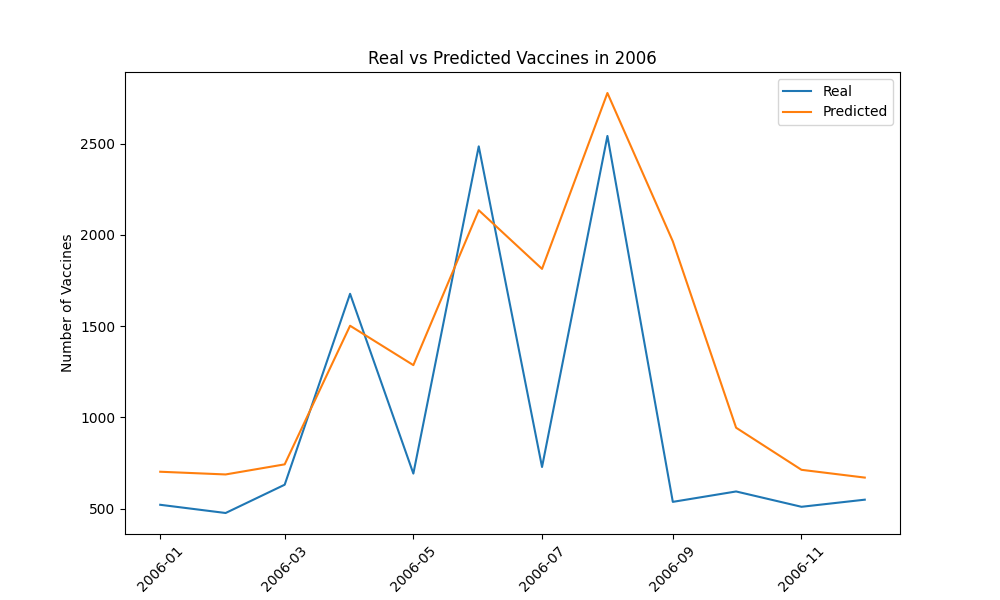 Real vs Predicted Vaccines in 2006
Real
Predicted
Number of Vaccines
2500
2000
1500
1000
500
2006-01
2006-03
2006-05
2006-07
2006-09
2006-11